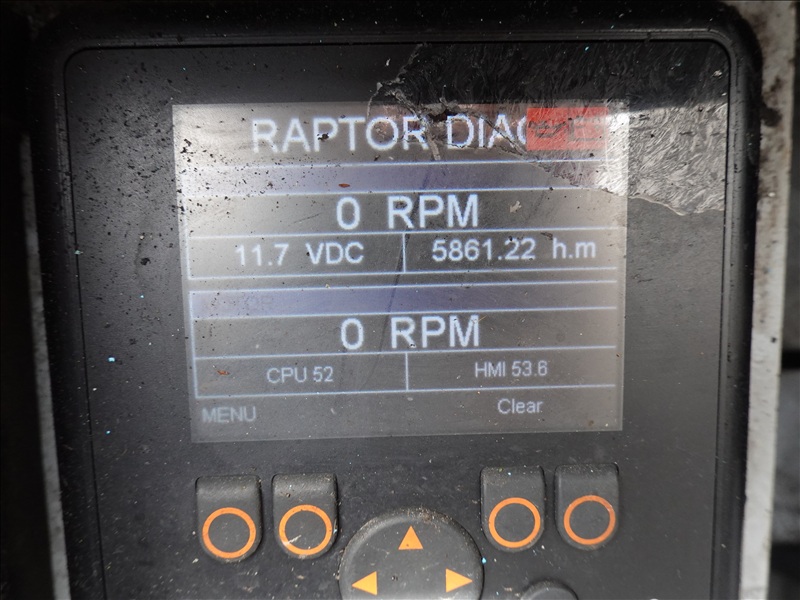 RAPTOR DIAG
0 RPM
11.7 VDC 5861.22 h.m
0 RPM
CPU 52 HMI 53.6
MENU Clear